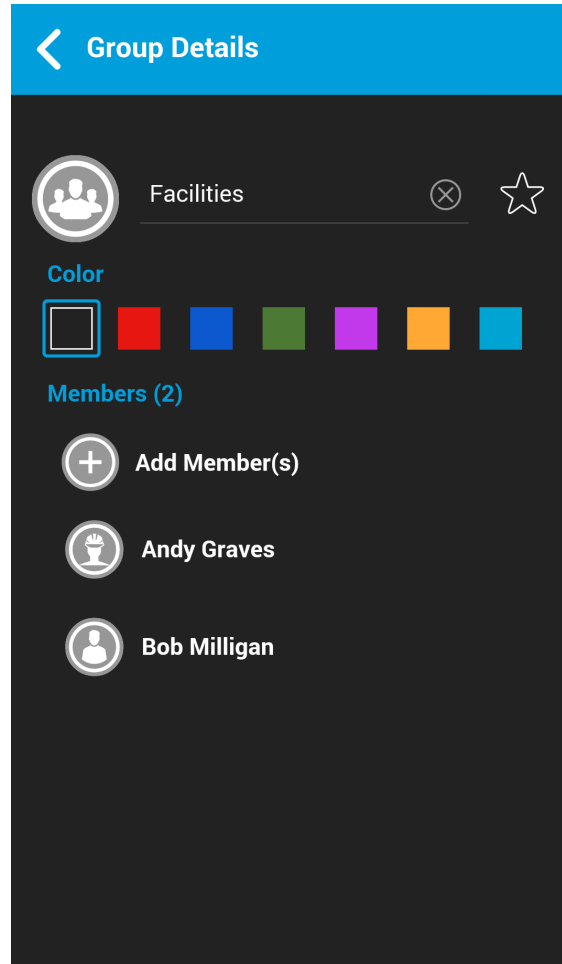 Group Details
Facilities
Color
Members (2)
Add Member(s)
Andy Graves
Bob Milligan